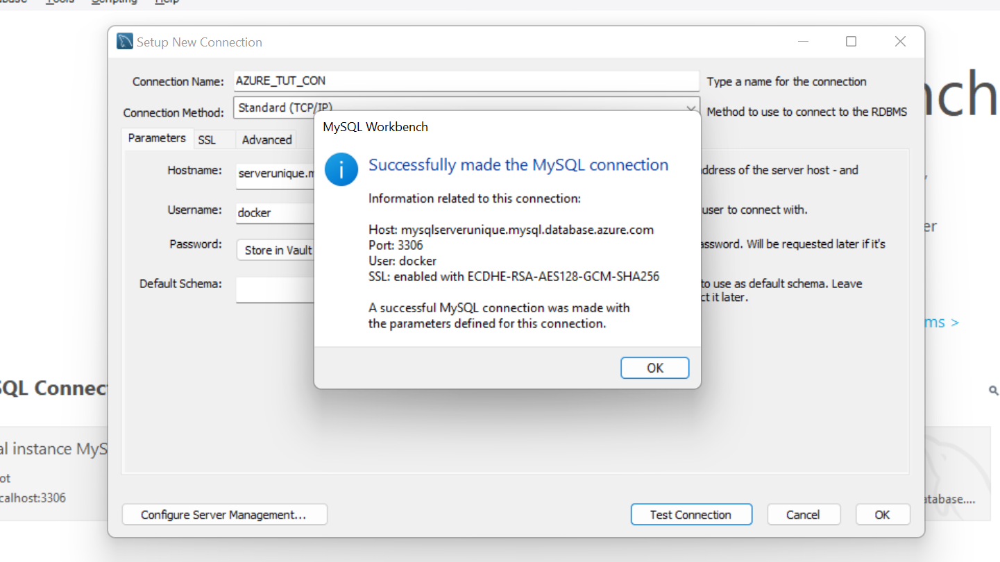 Tools Scripting Help
Setup New Connection
Connection Name: AZURE_TUT_CON Type a name for the connection
Connection Method: Standard (TCP/IP) Method to use to connect to the RDBMS
Parameters SSL Advanced
Hostname: serverunique.m address of the server host - and
Username: docker user to connect with.
Password: Store in Vault assword. Will be requested later if it's
Default Schema: to use as default schema. Leave
ct it later.
MySQL Workbench
Successfully made the MySQL connection
Information related to this connection:
Host: mysqlserverunique.mysql.database.azure.com
Port: 3306
User: docker
SSL: enabled with ECDHE-RSA-AES128-GCM-SHA256
A successful MySQL connection was made with
the parameters defined for this connection.
OK
nch
er
ms >
SQL Connect
al instance MyS
ot
calhost:3306
atabase....
Configure Server Management... Test Connection Cancel OK